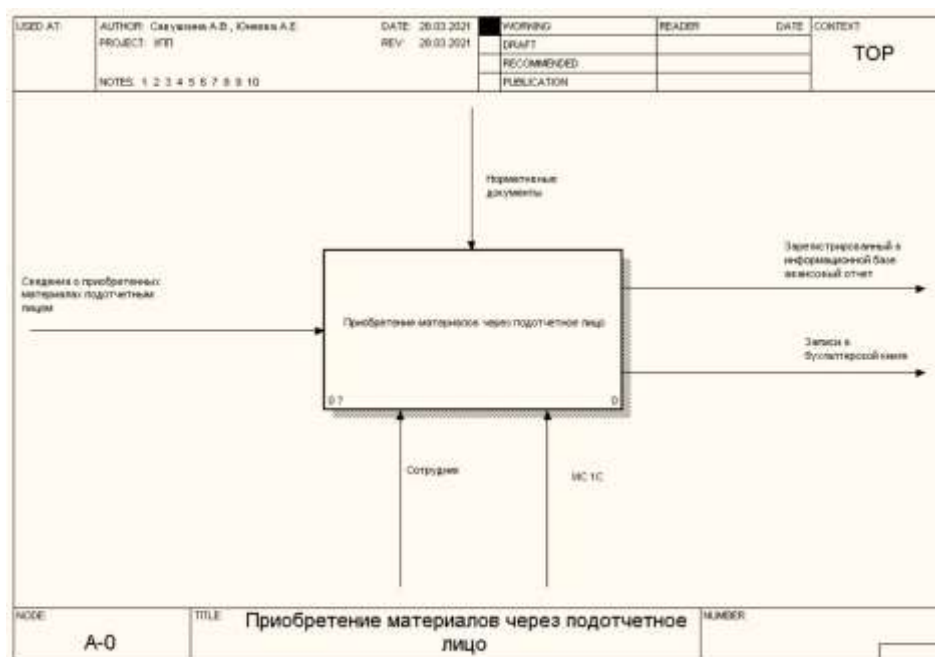 USED AT:
AUTHOR: Савушкина А.В., Юнеева А.Е.
DATE: 28.03.2021
PROJECT: УПП
REV: 28.03.2021
NOTES: 1 2 3 4 5 6 7 8 9 10
WORKING
DRAFT
RECOMMENDED
PUBLICATION
READER
DATE
CONTEXT:
TOP
Нормативные
документы
Сведения о приобретенных
материалах подотчетным
лицом
Приобретение материалов через подотчетное лицо
Зарегистрированный в
информационной базе
авансовый отчет
Записи в
бухгалтерской книге
0 ?
0
Сотрудник
ИС 1С
NODE:
A-0
TITLE:
Приобретение материалов через подотчетное
лицо
NUMBER: